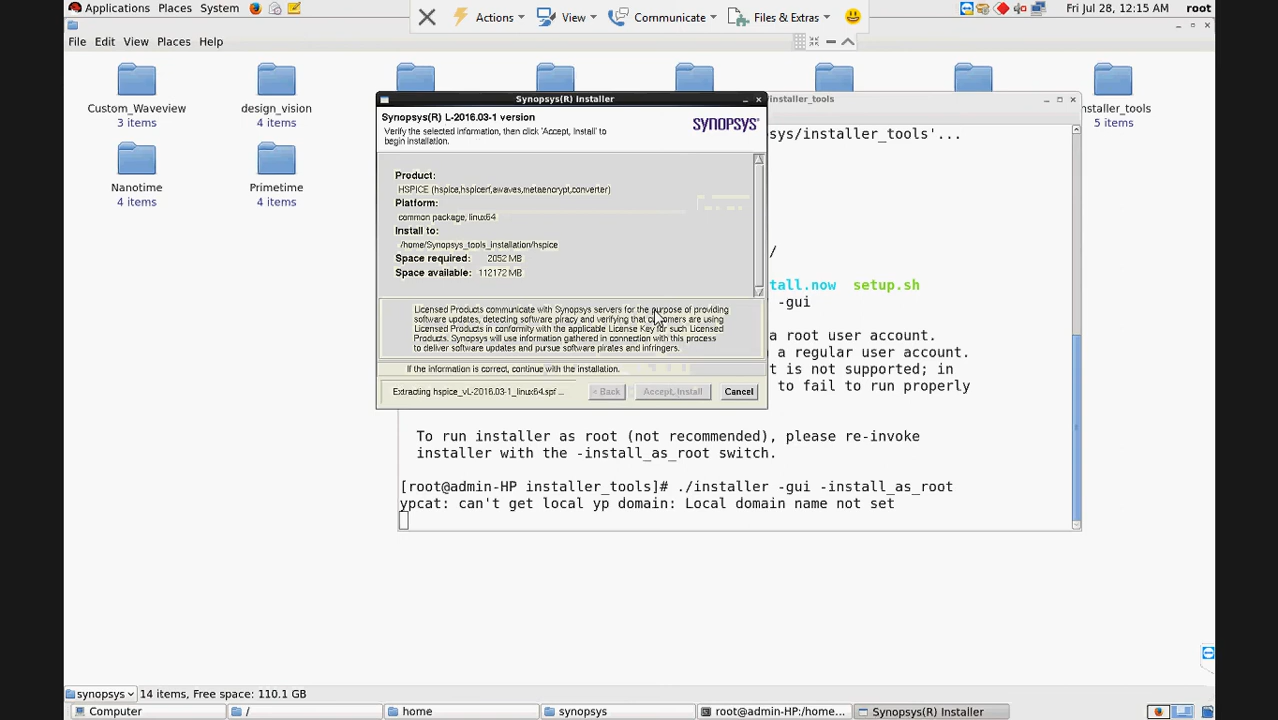 Applications Places System
Actions
View
Communicate
Files & Extras
Fri Jul 28, 12:15 AM root
File Edit View Places Help
Custom_Waveview
3 items
design_vision
4 items
nstaller_tools
5 items
Nanotime
4 items
Primetime
4 items
Synopsys(R) Installer
Synopsys(R) L-2016.03-1 version
Verify the selected information, then click 'Accept, Install' to
begin installation.
SYNOPSYS®
Product:
HSPICE (hspice,hspicerf,awaves,metaencrypt,converter)
Platform:
common package, linux64
Install to:
/home/Synopsys_tools_installation/hspice
Space required: 2052 MB
Space available: 112172 MB
Licensed Products communicate with Synopsys servers for the purpose of providing
software updates, detecting software piracy and verifying that customers are using
Licensed Products in conformity with the applicable License Key for such Licensed
Products. Synopsys will use information gathered in connection with this process
to deliver software updates and pursue software pirates and infringers.
If the information is correct, continue with the installation.
Extracting hspice_vL-2016.03-1_linux64.spf ...
< Back
Accept, Install
Cancel
installer_tools
sys/installer_tools'...
/
tall.now setup.sh
-gui
a root user account.
a regular user account.
t is not supported; in
to fail to run properly
To run installer as root (not recommended), please re-invoke
installer with the -install_as_root switch.
[root@admin-HP installer_tools]# ./installer -gui -install_as_root
ypcat: can't get local yp domain: Local domain name not set
synopsys 14 items, Free space: 110.1 GB
Computer
/
home
synopsys
root@admin-HP:/home...
Synopsys(R) Installer